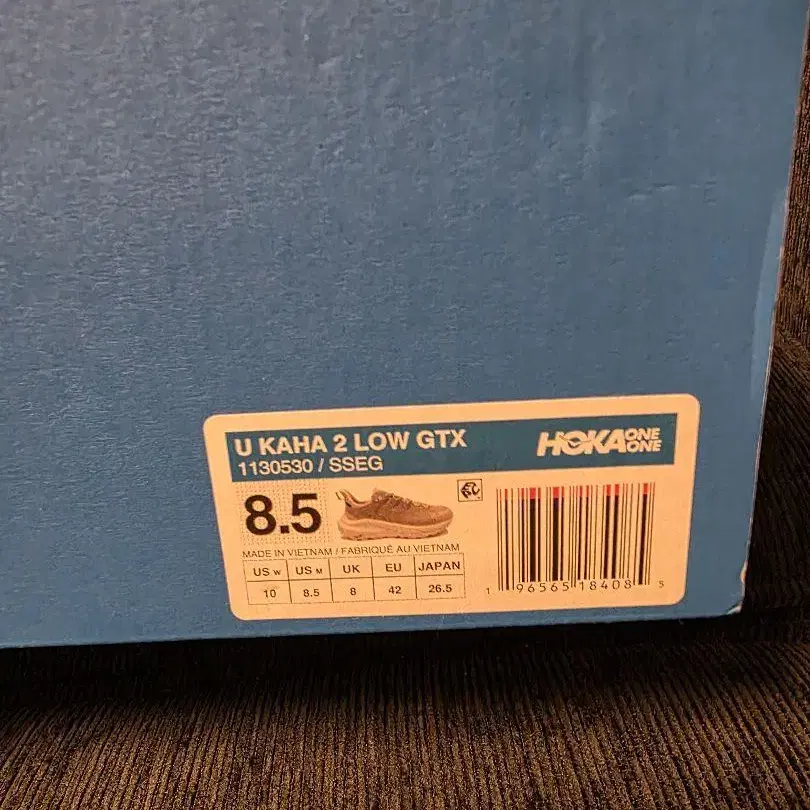 U KAHA 2 LOW GTX
1130530 / SSEG
HOKA ONE ONE
8.5
MADE IN VIETNAM / FABRIQUÉ AU VIETNAM
US W US M UK EU JAPAN
10 8.5 8 42 26.5
1 96565 18408 5